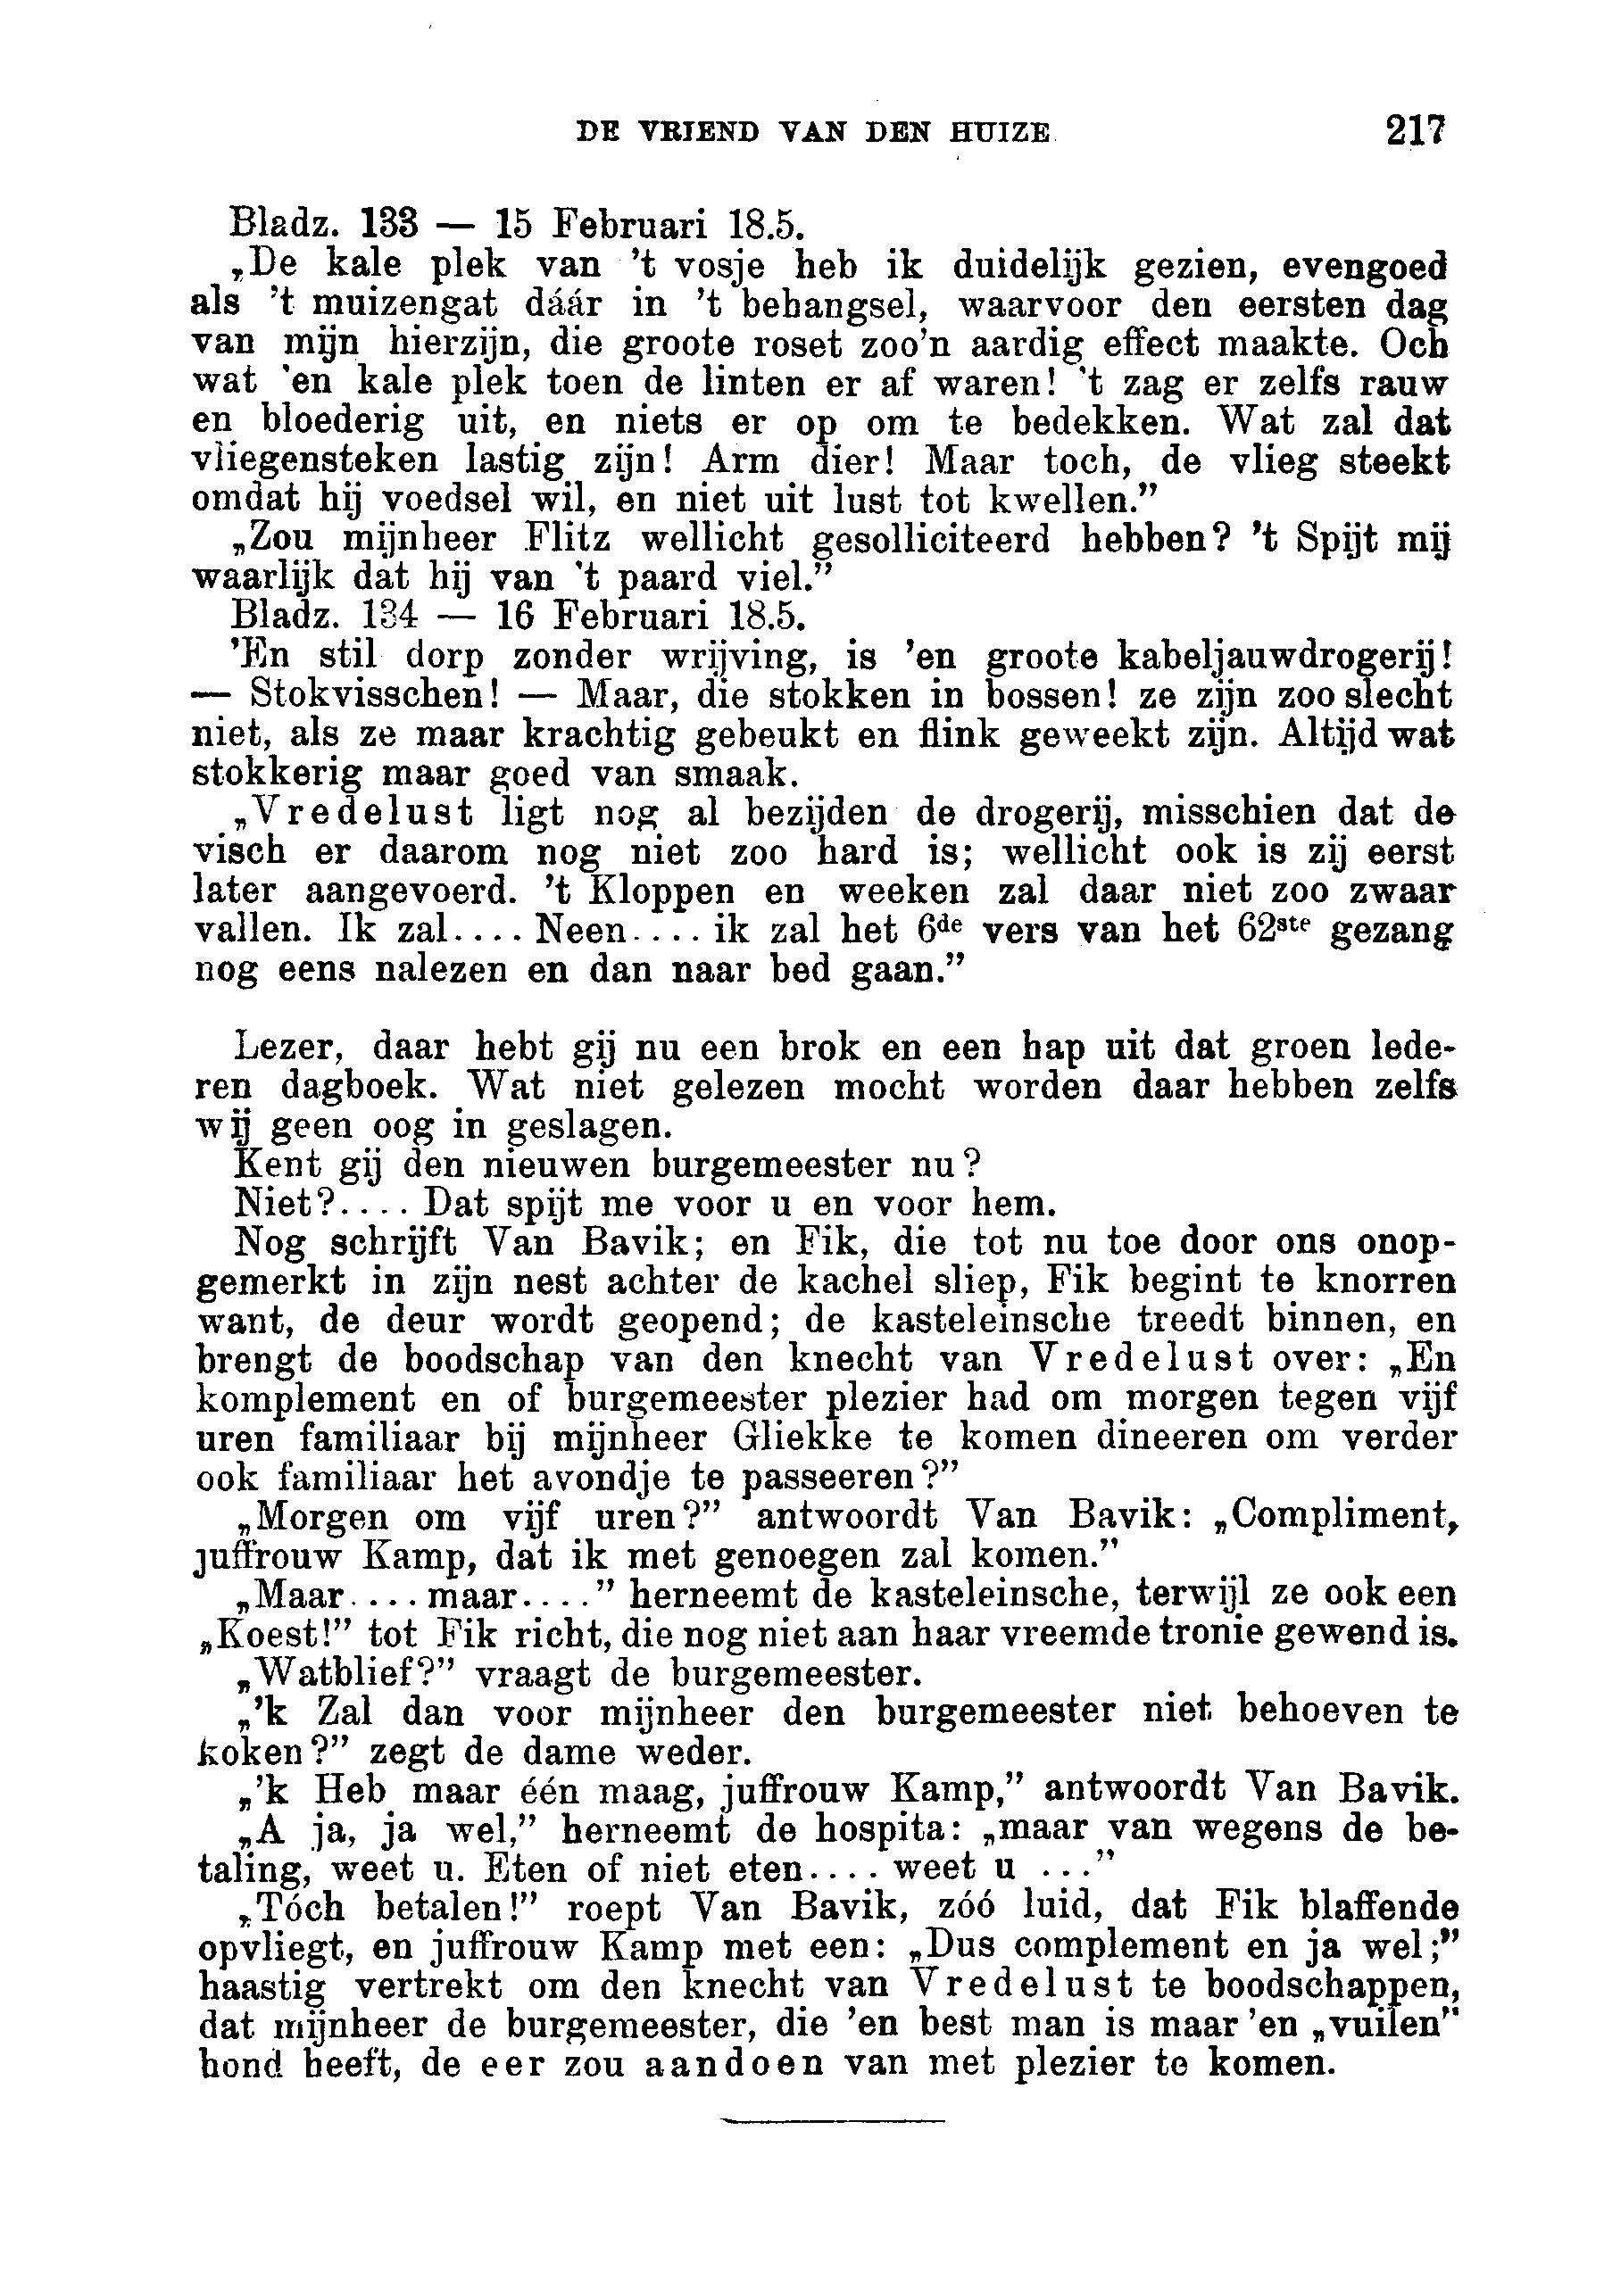 DE VRIEND VAN DEN HUIZE 217
Bladz. 133 — 15 Februari 18.5.
„De kale plek van ’t vosje heb ik duidelijk gezien, evengoed
als ’t muizengat dáár in ’t behangsel, waarvoor den eersten dag
van mijn hierzijn, die groote roset zoo’n aardig effect maakte. Och
wat ’en kale plek toen de linten er af waren! ’t zag er zelfs rauw
en bloederig uit, en niets er op om te bedekken. Wat zal dat
vliegensteken lastig zijn! Arm dier! Maar toch, de vlieg steekt
omdat hij voedsel wil, en niet uit lust tot kwellen.”
„Zou mijnheer Flitz wellicht gesolliciteerd hebben? ’t Spijt mij
waarlijk dat hij van ’t paard viel.”
Bladz. 134 — 16 Februari 18.5.
’En stil dorp zonder wrijving, is ’en groote kabeljauwdrogerij!
— Stokvisschen! — Maar, die stokken in bossen! ze zijn zoo slecht
niet, als ze maar krachtig gebeukt en flink geweekt zijn. Altijd wat
stokkerig maar goed van smaak.
„Vredelust ligt nog al bezijden de drogerij, misschien dat de
visch er daarom nog niet zoo hard is; wellicht ook is zij eerst
later aangevoerd. ’t Kloppen en weeken zal daar niet zoo zwaar
vallen. Ik zal.... Neen.... ik zal het 6de vers van het 62ste gezang
nog eens nalezen en dan naar bed gaan.”
Lezer, daar hebt gij nu een brok en een hap uit dat groen lede-
ren dagboek. Wat niet gelezen mocht worden daar hebben zelfs
wij geen oog in geslagen.
Kent gij den nieuwen burgemeester nu?
Niet?.... Dat spijt me voor u en voor hem.
Nog schrijft Van Bavik; en Fik, die tot nu toe door ons onop-
gemerkt in zijn nest achter de kachel sliep, Fik begint te knorren
want, de deur wordt geopend; de kasteleinsche treedt binnen, en
brengt de boodschap van den knecht van Vredelust over: „En
komplement en of burgemeester plezier had om morgen tegen vijf
uren familiaar bij mijnheer Gliekke te komen dineeren om verder
ook familiaar het avondje te passeeren?”
„Morgen om vijf uren?” antwoordt Van Bavik: „Compliment,
juffrouw Kamp, dat ik met genoegen zal komen.”
„Maar.... maar....” herneemt de kasteleinsche, terwijl ze ook een
„Koest!” tot Fik richt, die nog niet aan haar vreemde tronie gewend is.
„Watblief?” vraagt de burgemeester.
„’k Zal dan voor mijnheer den burgemeester niet behoeven te
koken?” zegt de dame weder.
„’k Heb maar één maag, juffrouw Kamp,” antwoordt Van Bavik.
„A ja, ja wel,” herneemt de hospita: „maar van wegens de be-
taling, weet u. Eten of niet eten.... weet u ...”
„Tóch betalen!” roept Van Bavik, zóó luid, dat Fik blaffende
opvliegt, en juffrouw Kamp met een: „Dus complement en ja wel;”
haastig vertrekt om den knecht van Vredelust te boodschappen,
dat mijnheer de burgemeester, die ’en best man is maar ’en „vuilen”
hond heeft, de eer zou aandoen van met plezier te komen.